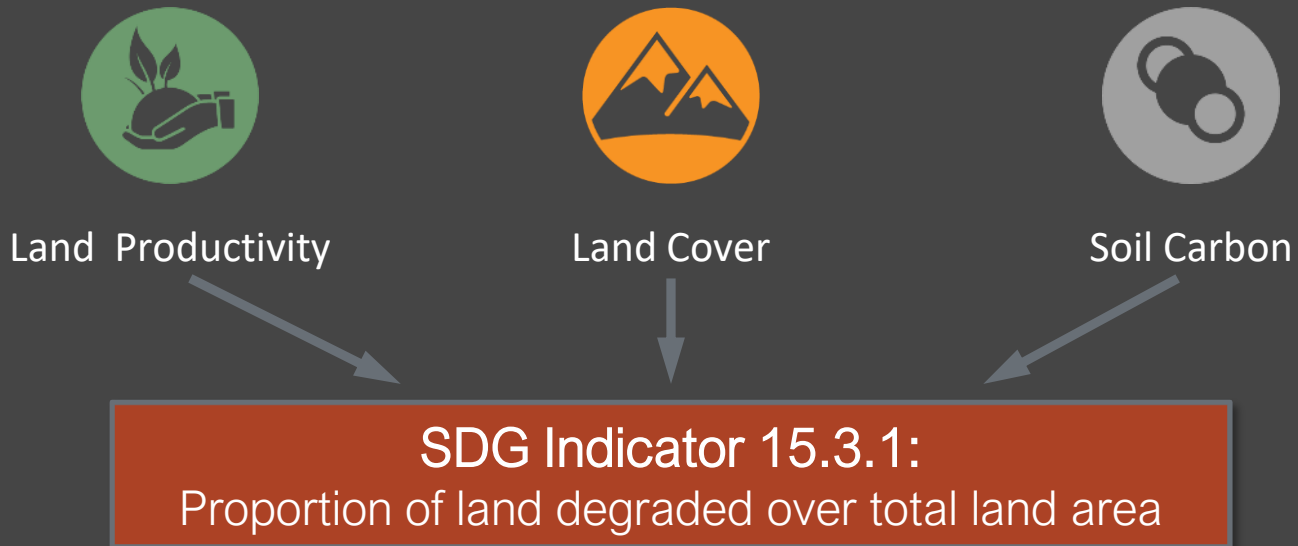 Land Productivity
Land Cover
Soil Carbon
SDG Indicator 15.3.1:
Proportion of land degraded over total land area